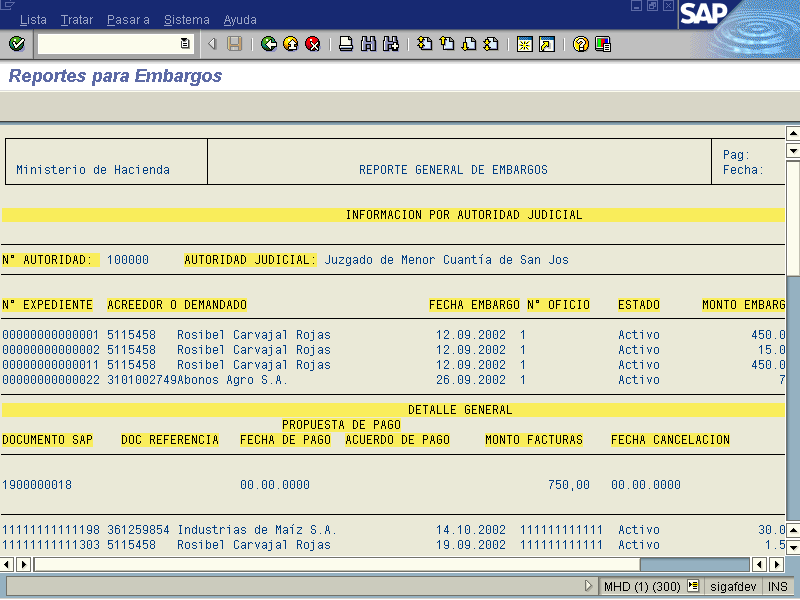 Lista Tratar Pasar a Sistema Ayuda
SAP
Reportes para Embargos
Pag:
Ministerio de Hacienda REPORTE GENERAL DE EMBARGOS Fecha:
INFORMACION POR AUTORIDAD JUDICIAL
N° AUTORIDAD: 100000 AUTORIDAD JUDICIAL: Juzgado de Menor Cuantía de San Jos
N° EXPEDIENTE ACREEDOR O DEMANDADO FECHA EMBARGO N° OFICIO ESTADO MONTO EMBARG
00000000000001 5115458 Rosibel Carvajal Rojas 12.09.2002 1 Activo 450.0
00000000000002 5115458 Rosibel Carvajal Rojas 12.09.2002 1 Activo 15.0
00000000000011 5115458 Rosibel Carvajal Rojas 12.09.2002 1 Activo 450.0
00000000000022 3101002749Abonos Agro S.A. 26.09.2002 1 Activo 7
DETALLE GENERAL
PROPUESTA DE PAGO
DOCUMENTO SAP DOC REFERENCIA FECHA DE PAGO ACUERDO DE PAGO MONTO FACTURAS FECHA CANCELACION
1900000018 00.00.0000 750,00 00.00.0000
11111111111198 361259854 Industrias de Maíz S.A. 14.10.2002 111111111111 Activo 30.0
11111111111303 5115458 Rosibel Carvajal Rojas 19.09.2002 111111111111 Activo 1.5
MHD (1) (300) sigafdev INS